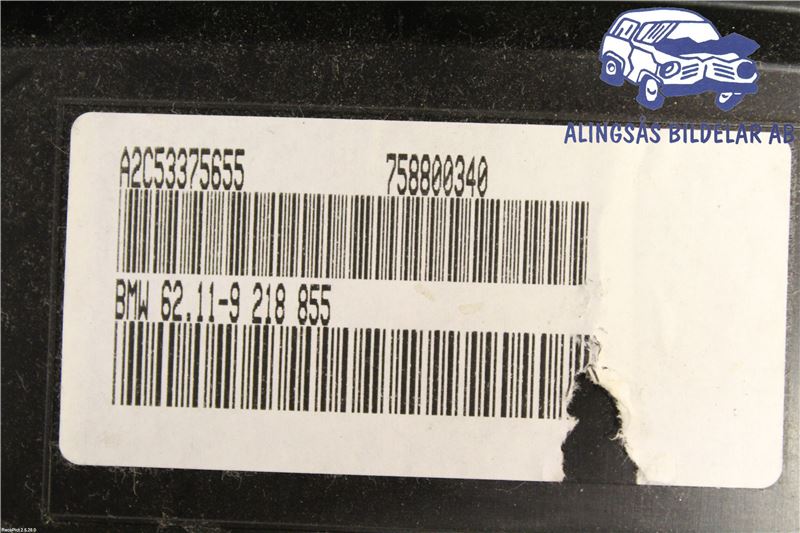 ALINGSÅS BILDELAR AB
A2C53375655 758800340
BMW 62.11-9 218 855